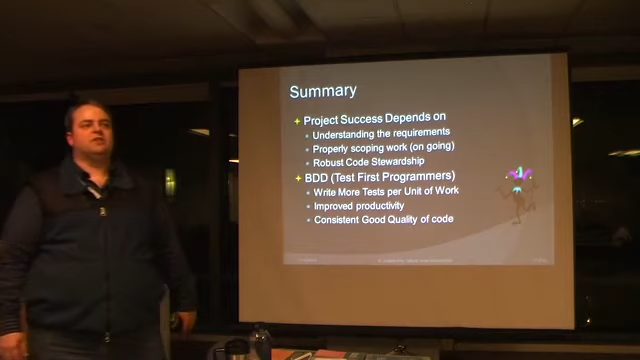 Summary
Project Success Depends on
Understanding the requirements
Properly scoping work (on going)
Robust Code Stewardship
BDD (Test First Programmers)
Write More Tests per Unit of Work
Improved productivity
Consistent Good Quality of code